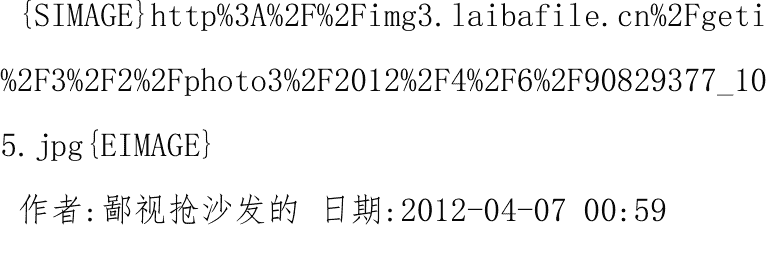 {SIMAGE}http%3A%2F%2Fimg3.laibafile.cn%2Fgeti
%2F3%2F2%2Fphoto3%2F2012%2F4%2F6%2F90829377_10
5.jpg{EIMAGE}
作者:鄙视抢沙发的 日期:2012-04-07 00:59